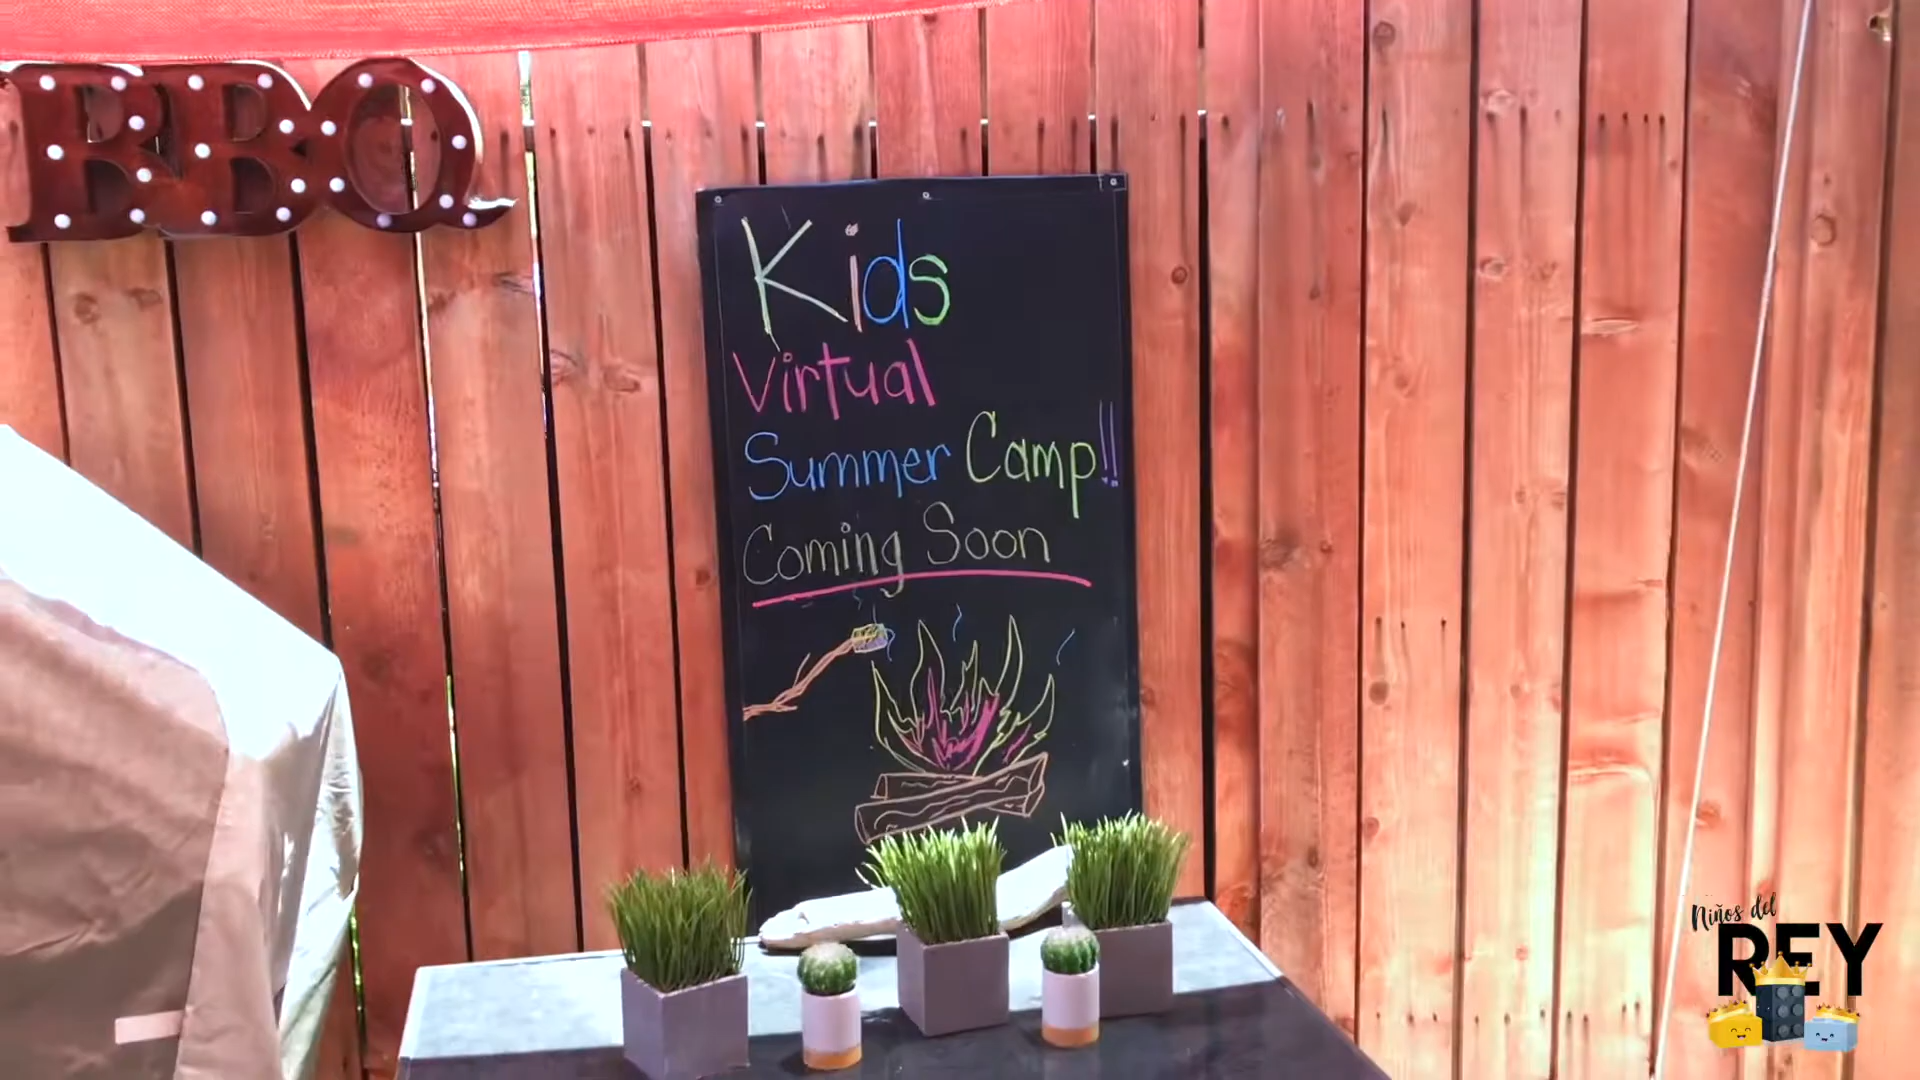 BBQ
Kids
Virtual
Summer Camp!!
Coming Soon
Niños del
REY